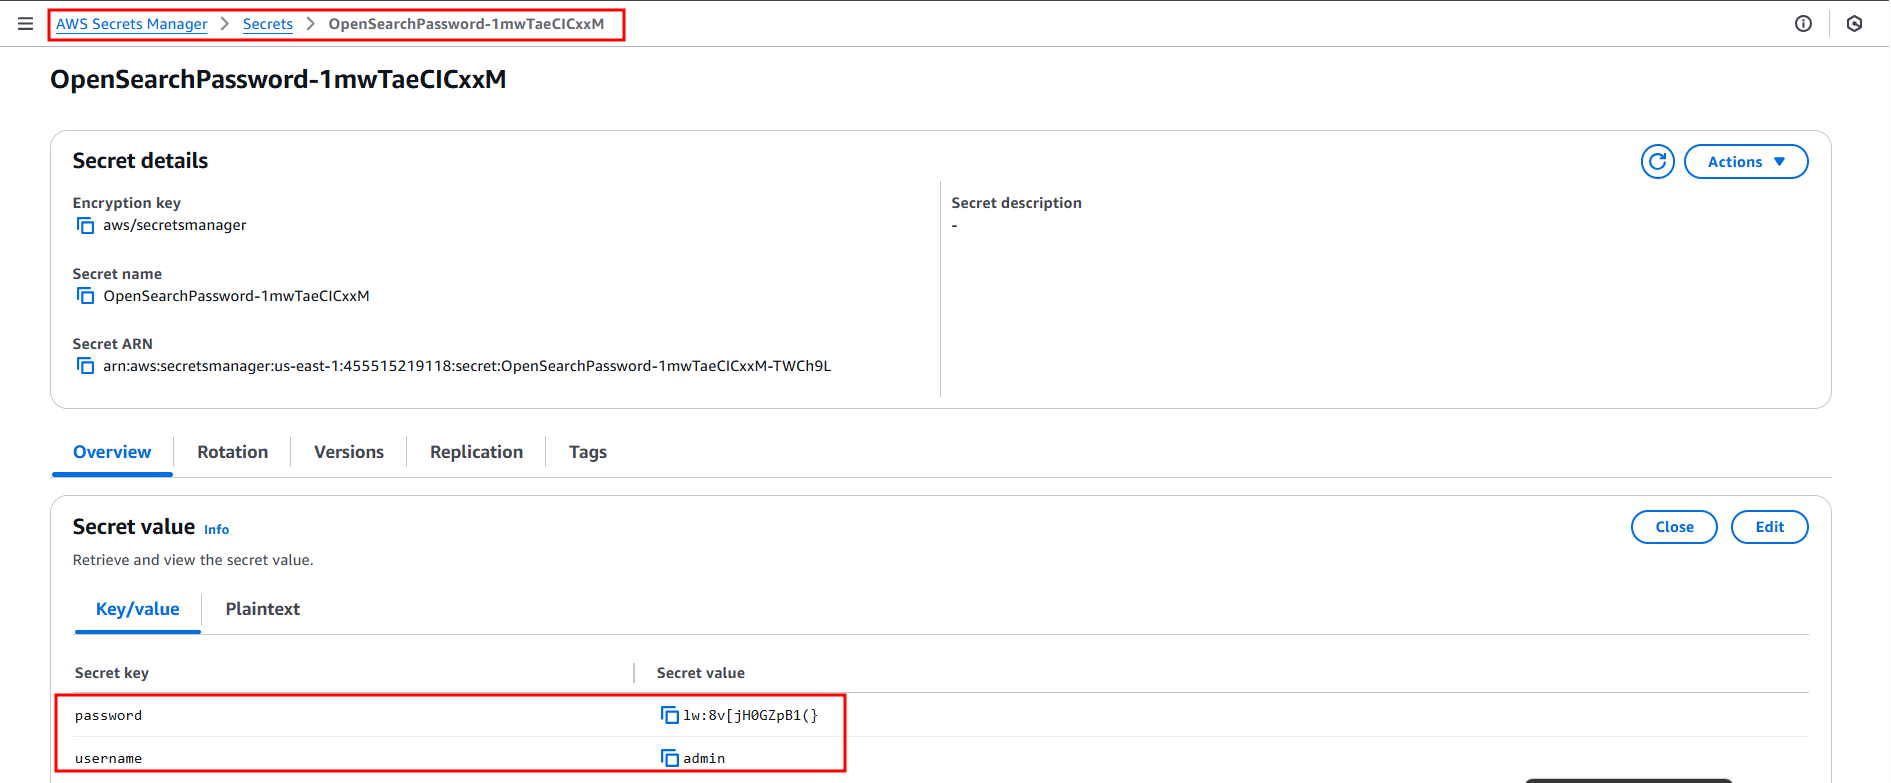 AWS Secrets Manager > Secrets > OpenSearchPassword-1mwTaeCICxxM
OpenSearchPassword-1mwTaeCICxxM
Secret details
Actions
Encryption key
aws/secretsmanager
Secret description
-
Secret name
OpenSearchPassword-1mwTaeCICxxM
Secret ARN
arn:aws:secretsmanager:us-east-1:455515219118:secret:OpenSearchPassword-1mwTaeCICxxM-TWCh9L
Overview Rotation Versions Replication Tags
Secret value Info
Close Edit
Retrieve and view the secret value.
Key/value Plaintext
Secret key Secret value
password lw:8v[jH0GZpB1(}
username admin